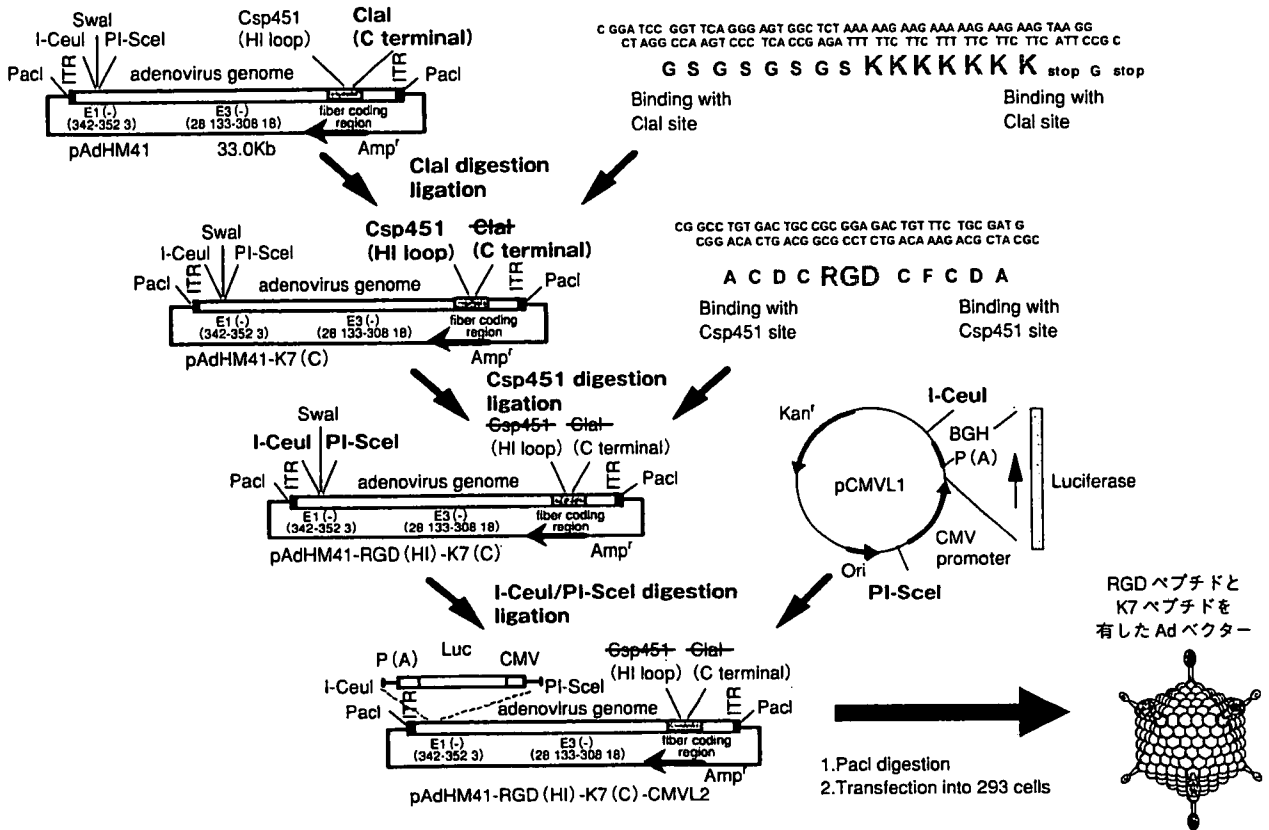 SwaI
I-CeuI PI-SceI
PacI
ITR
adenovirus genome
Csp451
(HI loop)
ClaI
(C terminal)
ITR
PacI
E1 (-)
(342-352 3)
E3 (-)
(28 133-308 18)
fiber coding
region
pAdHM41 33.0Kb
Ampr
C GGA TCC GGT TCA GGG AGT GGC TCT AAA AAG AAG AAA AAG AAG AAG TAA GG
CT AGG CCA AGT CCC TCA CCG AGA TTT TTC TTC TTT TTC TTC TTC ATT CCG C
G S G S G S G S K K K K K K K stop G stop
Binding with
ClaI site
Binding with
ClaI site
ClaI digestion
ligation
SwaI
I-CeuI PI-SceI
PacI
ITR
adenovirus genome
Csp451
(HI loop)
ClaI
(C terminal)
ITR
PacI
E1 (-)
(342-352 3)
E3 (-)
(28 133-308 18)
fiber coding
region
pAdHM41-K7 (C)
Ampr
CG GCC TGT GAC TGC CGC GGA GAC TGT TTC TGC GAT G
CGG ACA CTG ACG GCG CCT CTG ACA AAG ACG CTA CGC
A C D C RGD C F C D A
Binding with
Csp451 site
Binding with
Csp451 site
Csp451 digestion
ligation
SwaI
I-CeuI PI-SceI
PacI
ITR
adenovirus genome
Csp451
(HI loop)
ClaI
(C terminal)
ITR
PacI
E1 (-)
(342-352 3)
E3 (-)
(28 133-308 18)
fiber coding
region
pAdHM41-RGD (HI) -K7 (C)
Ampr
Kanr
I-CeuI
BGH
P (A)
pCMVL1
Luciferase
CMV
promoter
Ori
PI-SceI
I-CeuI/PI-SceI digestion
ligation
P (A) Luc CMV
I-CeuI PI-SceI
PacI
ITR
adenovirus genome
Csp451
(HI loop)
ClaI
(C terminal)
ITR
PacI
E1 (-)
(342-352 3)
E3 (-)
(28 133-308 18)
fiber coding
region
Ampr
pAdHM41-RGD (HI) -K7 (C) -CMVL2
1.PacI digestion
2.Transfection into 293 cells
RGD ペプチドと
K7 ペプチドを
有した Ad ベクター